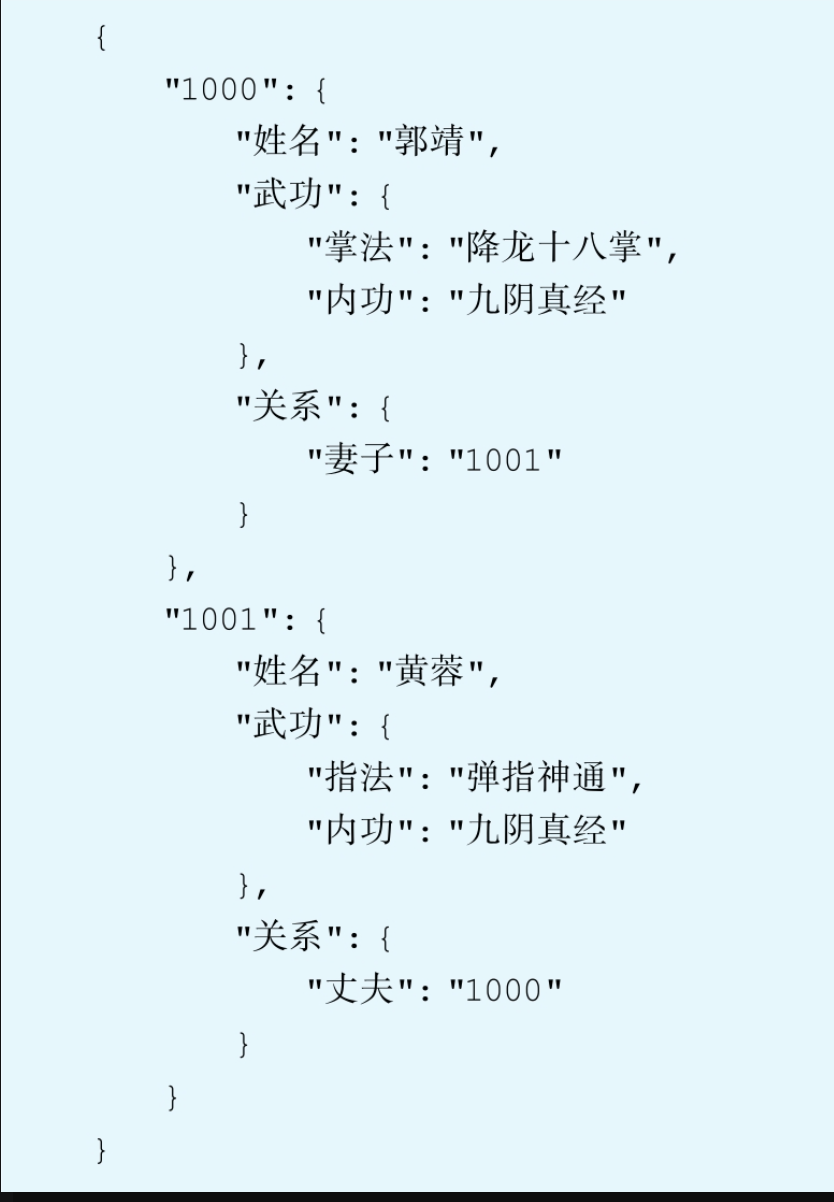 {
"1000": {
"姓名": "郭靖",
"武功": {
"掌法": "降龙十八掌",
"内功": "九阴真经"
},
"关系": {
"妻子": "1001"
}
},
"1001": {
"姓名": "黄蓉",
"武功": {
"指法": "弹指神通",
"内功": "九阴真经"
},
"关系": {
"丈夫": "1000"
}
}
}